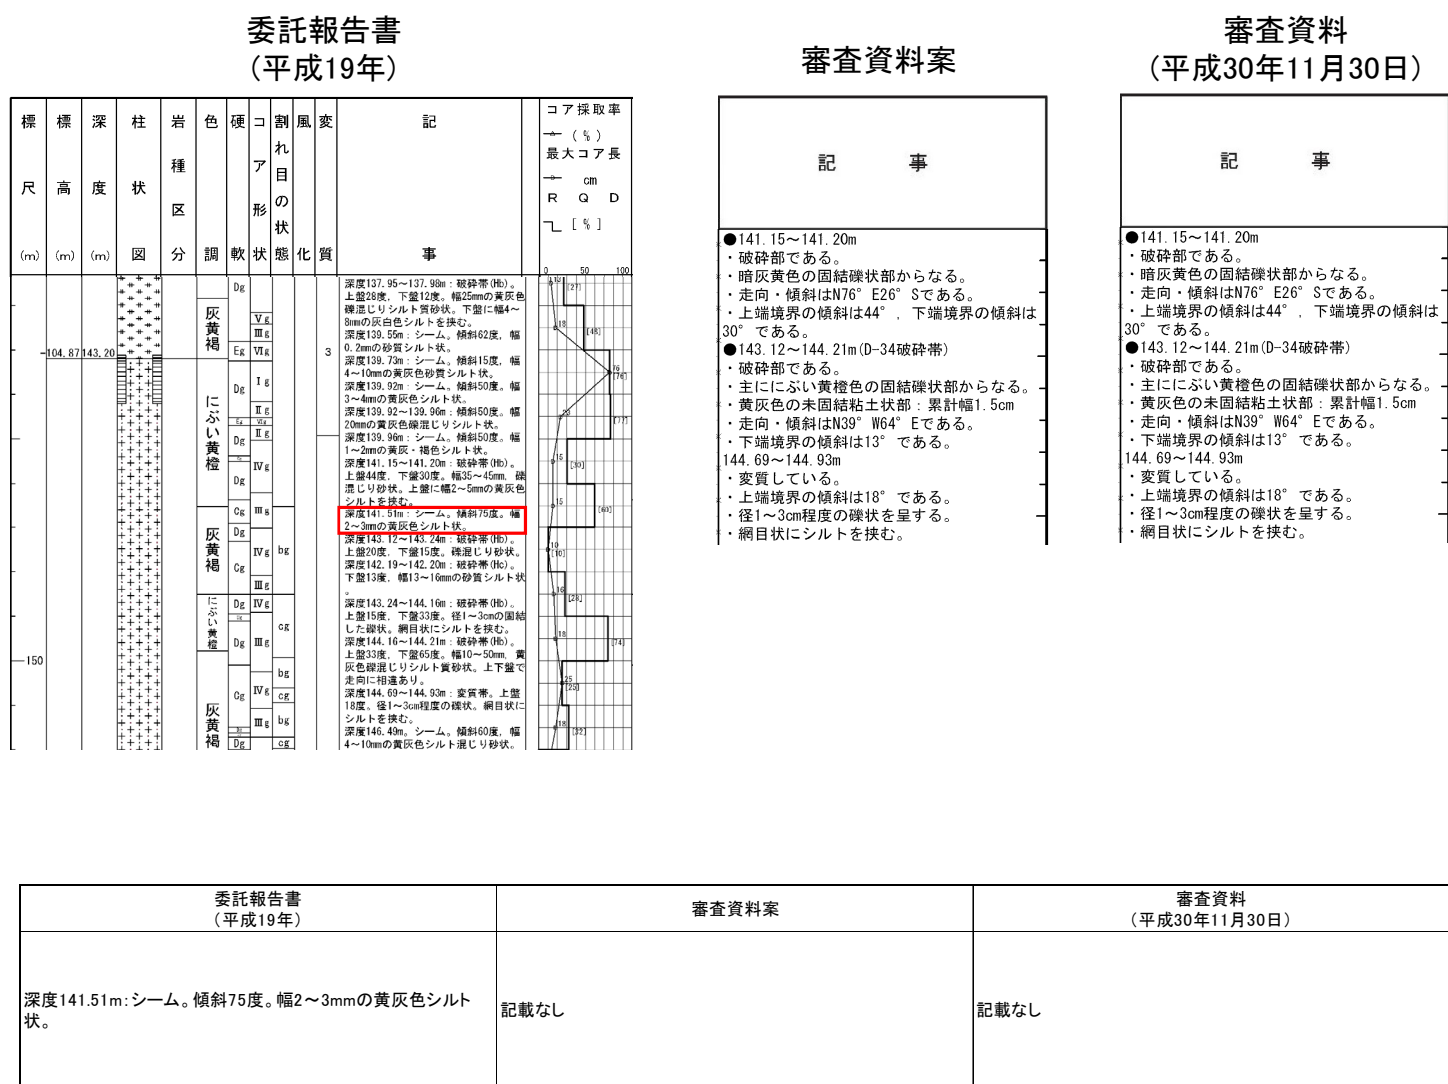 委託報告書
(平成19年)
審査資料案
審査資料
(平成30年11月30日)
標尺(m)
標高(m)
深度(m)
柱状図
岩種区分
色調
硬軟
コア形状
割れ目の状態
風化
変質
記事
コア採取率
(%)
最大コア長
cm
RQD
[%]
0 50 100
深度137.95～137.98m：破砕帯(Hb)。
上盤28度，下盤12度。幅25mmの黄灰色
礫混じりシルト質砂状。下盤に幅4～
8mmの灰白色シルトを挟む。
深度139.55m：シーム。傾斜62度，幅
0.2mmの砂質シルト状。
深度139.73m：シーム。傾斜15度，幅
4～10mmの黄灰色砂質シルト状。
深度139.92m：シーム。傾斜50度。幅
3～4mmの黄灰色シルト状。
深度139.92～139.96m：傾斜50度。幅
20mmの黄灰色礫混じりシルト状。
深度139.96m：シーム。傾斜50度。幅
1～2mmの黄灰・褐色シルト状。
深度141.15～141.20m：破砕帯(Hb)。
上盤44度，下盤30度。幅35～45mm，礫
混じり砂状。上盤に幅2～5mmの黄灰色
シルトを挟む。
深度141.51m：シーム。傾斜75度。幅
2～3mmの黄灰色シルト状。
深度143.12～143.24m：破砕帯(Hb)。
上盤20度，下盤15度。礫混じり砂状。
深度142.19～142.20m：破砕帯(Hc)。
下盤13度，幅13～16mmの砂質シルト状
。
深度143.24～144.16m：破砕帯(Hb)。
上盤15度，下盤33度。径1～3cmの固結
した礫状。網目状にシルトを挟む。
深度144.16～144.21m：破砕帯(Hb)。
上盤33度，下盤65度。幅10～50mm，黄
灰色礫混じりシルト質砂状。上下盤で
走向に相違あり。
深度144.69～144.93m：変質帯。上盤
18度。径1～3cm程度の礫状。網目状に
シルトを挟む。
深度146.49m，シーム。傾斜60度，幅
4～10mmの黄灰色シルト混じり砂状。
104.87 143.20
150
灰黄褐
にぶい黄橙
灰黄褐
にぶい黄橙
灰黄褐
Dg
Eg
Dg
Dg
Dg
Cg
Dg
Cg
Dg
Dg
Cg
Dg
Ⅴg
Ⅲg
Ⅵg
Ⅰg
Ⅱg
Ⅱg
Ⅳg
Ⅲg
Ⅳg
Ⅲg
Ⅳg
Ⅲg
Ⅳg
Ⅲg
bg
cg
bg
cg
bg
cg
3
記 事
●141.15～141.20m
・破砕部である。
・暗灰黄色の固結礫状部からなる。
・走向・傾斜はN76°E26°Sである。
・上端境界の傾斜は44°，下端境界の傾斜は
30°である。
●143.12～144.21m(D-34破砕帯)
・破砕部である。
・主ににぶい黄橙色の固結礫状部からなる。
・黄灰色の未固結粘土状部：累計幅1.5cm
・走向・傾斜はN39°W64°Eである。
・下端境界の傾斜は13°である。
144.69～144.93m
・変質している。
・上端境界の傾斜は18°である。
・径1～3cm程度の礫状を呈する。
・網目状にシルトを挟む。
記 事
●141.15～141.20m
・破砕部である。
・暗灰黄色の固結礫状部からなる。
・走向・傾斜はN76°E26°Sである。
・上端境界の傾斜は44°，下端境界の傾斜は
30°である。
●143.12～144.21m(D-34破砕帯)
・破砕部である。
・主ににぶい黄橙色の固結礫状部からなる。
・黄灰色の未固結粘土状部：累計幅1.5cm
・走向・傾斜はN39°W64°Eである。
・下端境界の傾斜は13°である。
144.69～144.93m
・変質している。
・上端境界の傾斜は18°である。
・径1～3cm程度の礫状を呈する。
・網目状にシルトを挟む。
委託報告書
(平成19年)
審査資料案
審査資料
(平成30年11月30日)
深度141.51m：シーム。傾斜75度。幅2～3mmの黄灰色シルト
状。
記載なし
記載なし